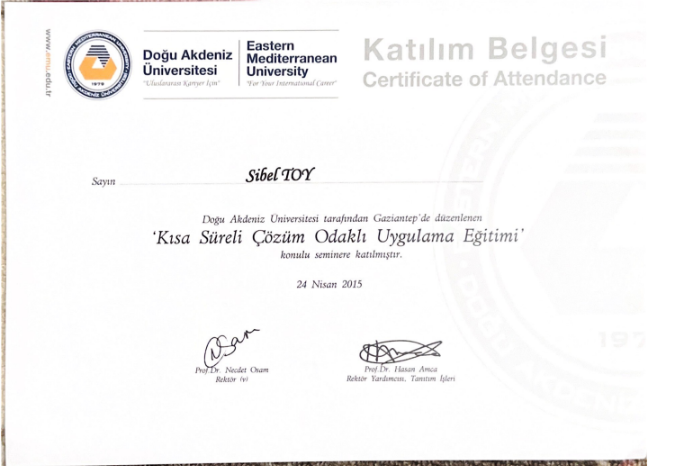 www.emu.edu.tr
Doğu Akdeniz
Üniversitesi
"Uluslararası Kariyer İçin"
Eastern
Mediterranean
University
"For Your International Career"
Katılım Belgesi
Certificate of Attendance
Sayın Sibel TOY
Doğu Akdeniz Üniversitesi tarafından Gaziantep'de düzenlenen
'Kısa Süreli Çözüm Odaklı Uygulama Eğitimi'
konulu seminere katılmıştır.
24 Nisan 2015
Prof.Dr. Necdet Osam
Rektör (v)
Prof.Dr. Hasan Amca
Rektör Yardımcısı, Tanıtım İşleri